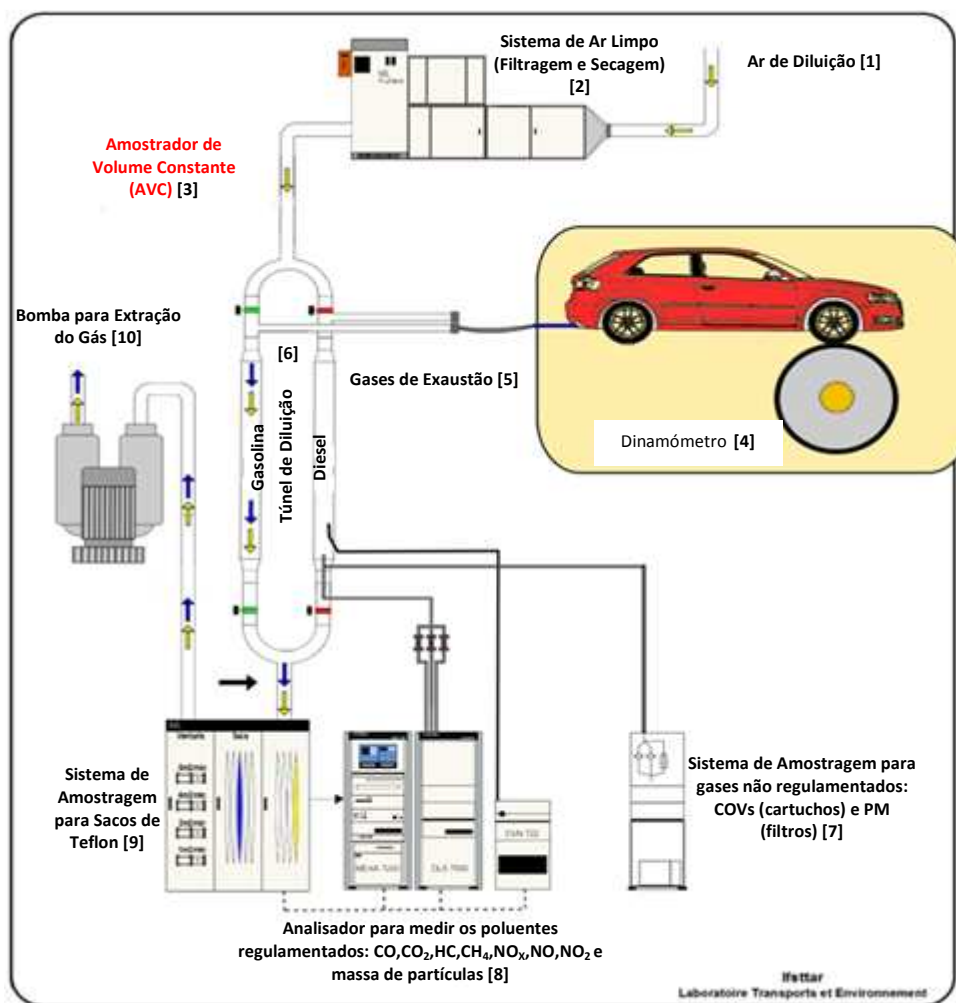 Sistema de Ar Limpo
(Filtragem e Secagem)
[2]
Ar de Diluição [1]
Amostrador de
Volume Constante
(AVC) [3]
Bomba para Extração
do Gás [10]
[6]
Gases de Exaustão [5]
Dinamómetro [4]
Gasolina
Túnel de Diluição
Diesel
Sistema de
Amostragem
para Sacos de
Teflon [9]
Sistema de Amostragem para
gases não regulamentados:
COVs (cartuchos) e PM
(filtros) [7]
Analisador para medir os poluentes
regulamentados: CO,CO₂,HC,CH₄,NOₓ,NO,NO₂ e
massa de partículas [8]
Ifsttar
Laboratoire Transports et Environnement